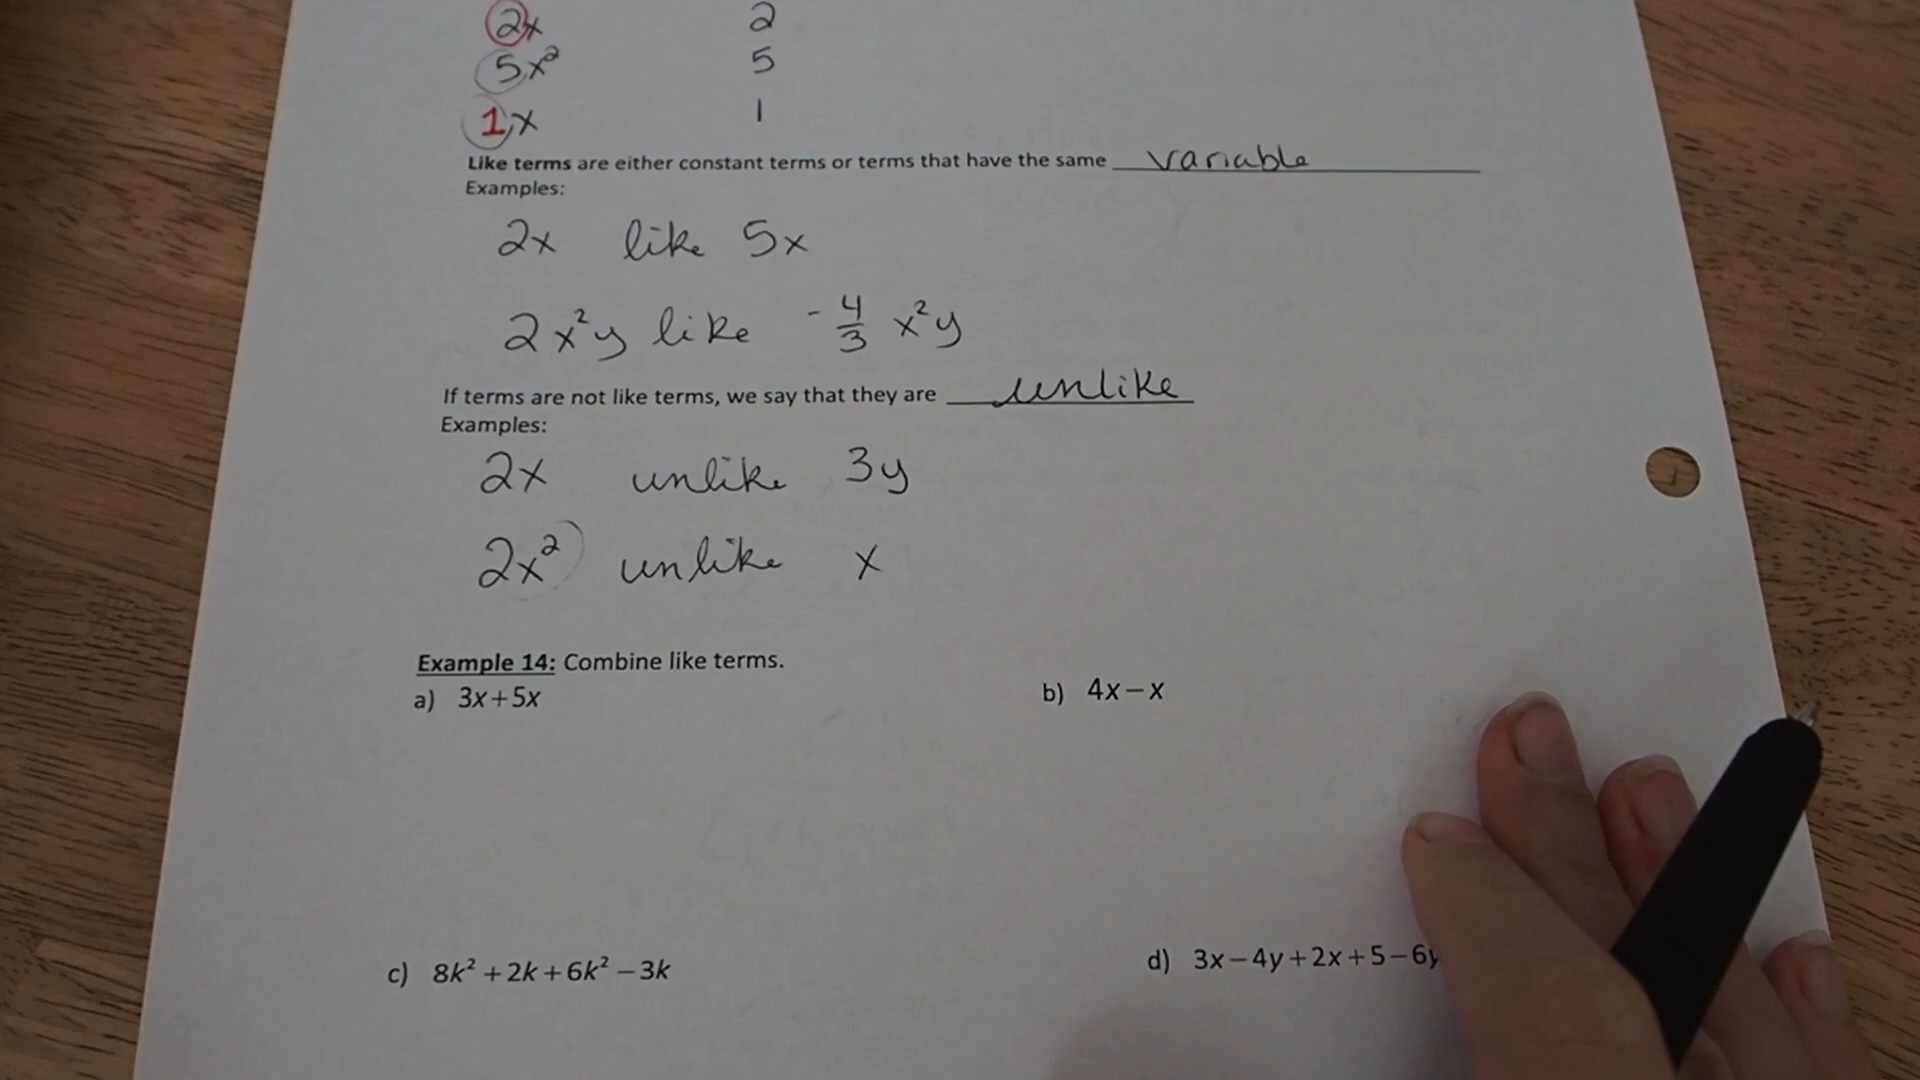 2x 2
5x² 5
1x 1
Like terms are either constant terms or terms that have the same variable
Examples:
2x like 5x
2x²y like -4/3 x²y
If terms are not like terms, we say that they are unlike
Examples:
2x unlike 3y
2x² unlike x
Example 14: Combine like terms.
a) 3x+5x b) 4x−x
c) 8k²+2k+6k²−3k d) 3x−4y+2x+5−6y